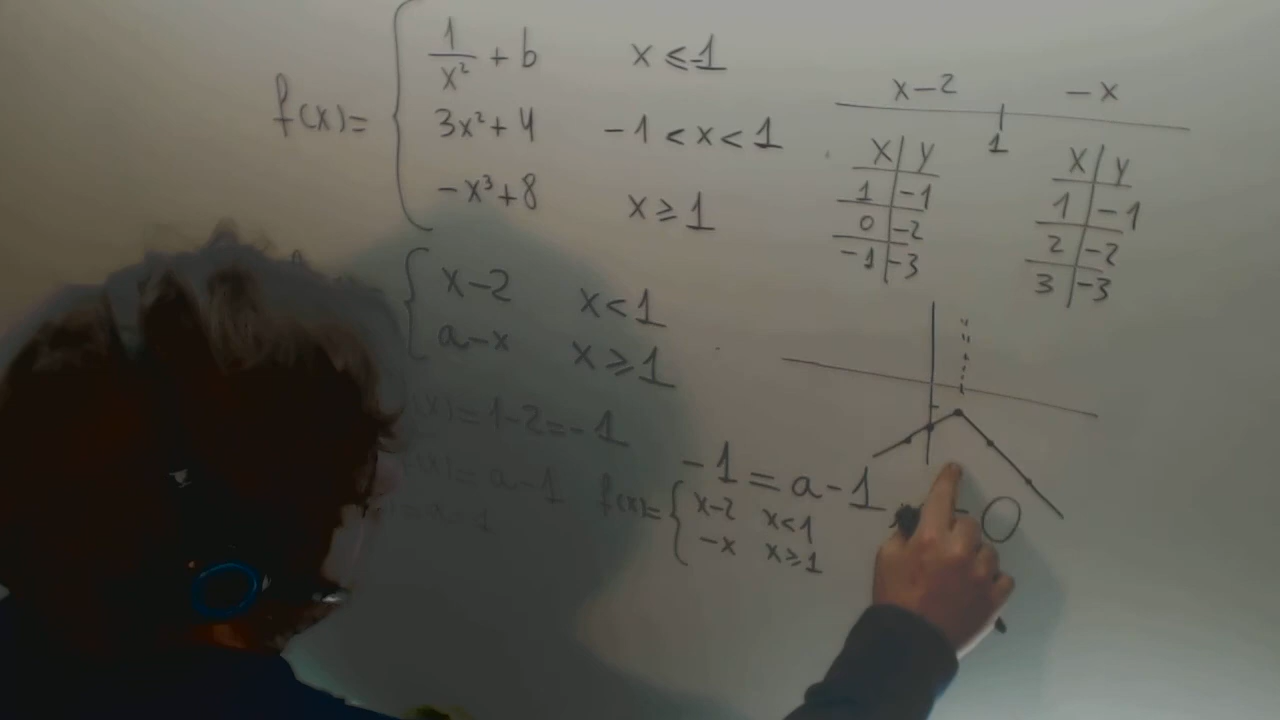 f(x)= { 1/x² + b   x ≤ -1
3x²+4   -1 < x < 1
-x³+8   x ≥ 1
{ x-2   x < 1
a-x   x ≥ 1
(x)=1-2=-1
= a-1
-1 = a-1
= 0
f(x)= { x-2   x<1
-x   x≥1
x-2   -x
1
x | y
1 | -1
0 | -2
-1 | -3
x | y
1 | -1
2 | -2
3 | -3